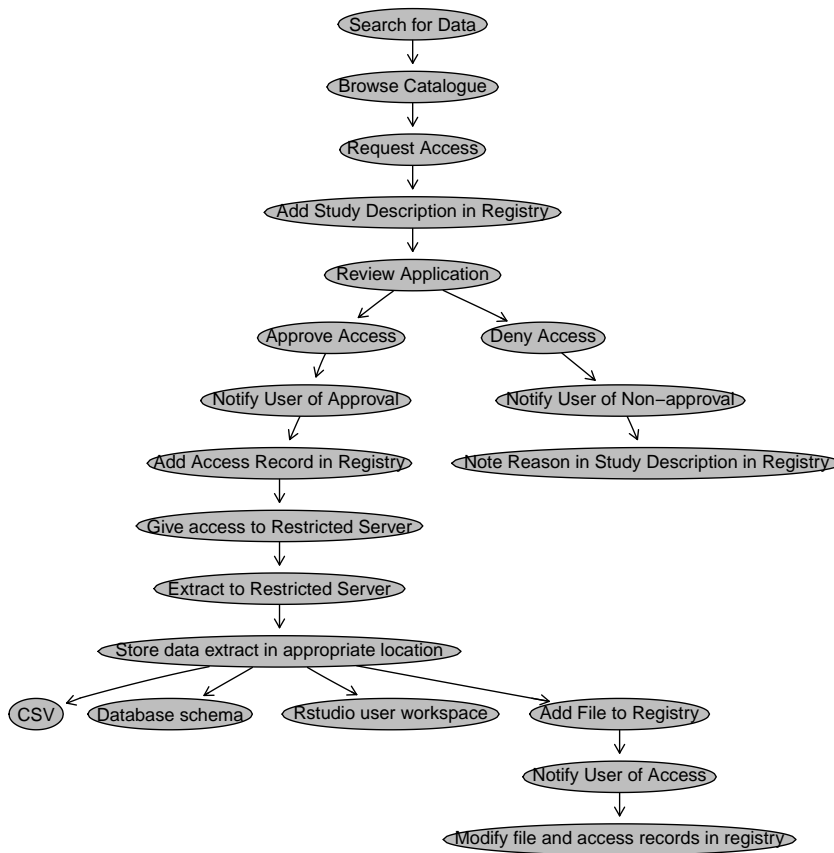 Search for Data
Browse Catalogue
Request Access
Add Study Description in Registry
Review Application
Approve Access
Deny Access
Notify User of Approval
Notify User of Non−approval
Add Access Record in Registry
Note Reason in Study Description in Registry
Give access to Restricted Server
Extract to Restricted Server
Store data extract in appropriate location
CSV
Database schema
Rstudio user workspace
Add File to Registry
Notify User of Access
Modify file and access records in registry